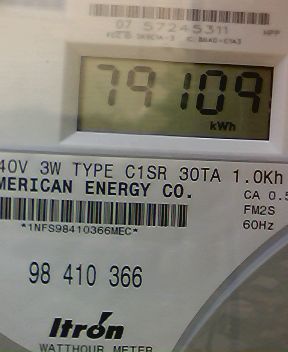 07 57245311
79109
kWh
40V 3W TYPE C1SR 30TA 1.0Kh
MERICAN ENERGY CO.
CA 0.5
FM2S
60Hz
*1NFS98410366MEC*
98 410 366
Itrón
WATTHOUR METER